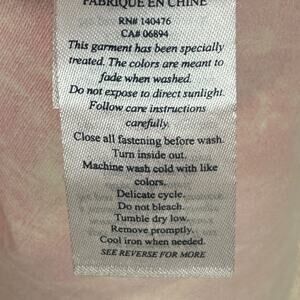 FABRIQUÉ EN CHINE
RN# 140476
CA# 06894
This garment has been specially
treated. The colors are meant to
fade when washed.
Do not expose to direct sunlight.
Follow care instructions
carefully.
Close all fastening before wash.
Turn inside out.
Machine wash cold with like
colors.
Delicate cycle.
Do not bleach.
Tumble dry low.
Remove promptly.
Cool iron when needed.
SEE REVERSE FOR MORE